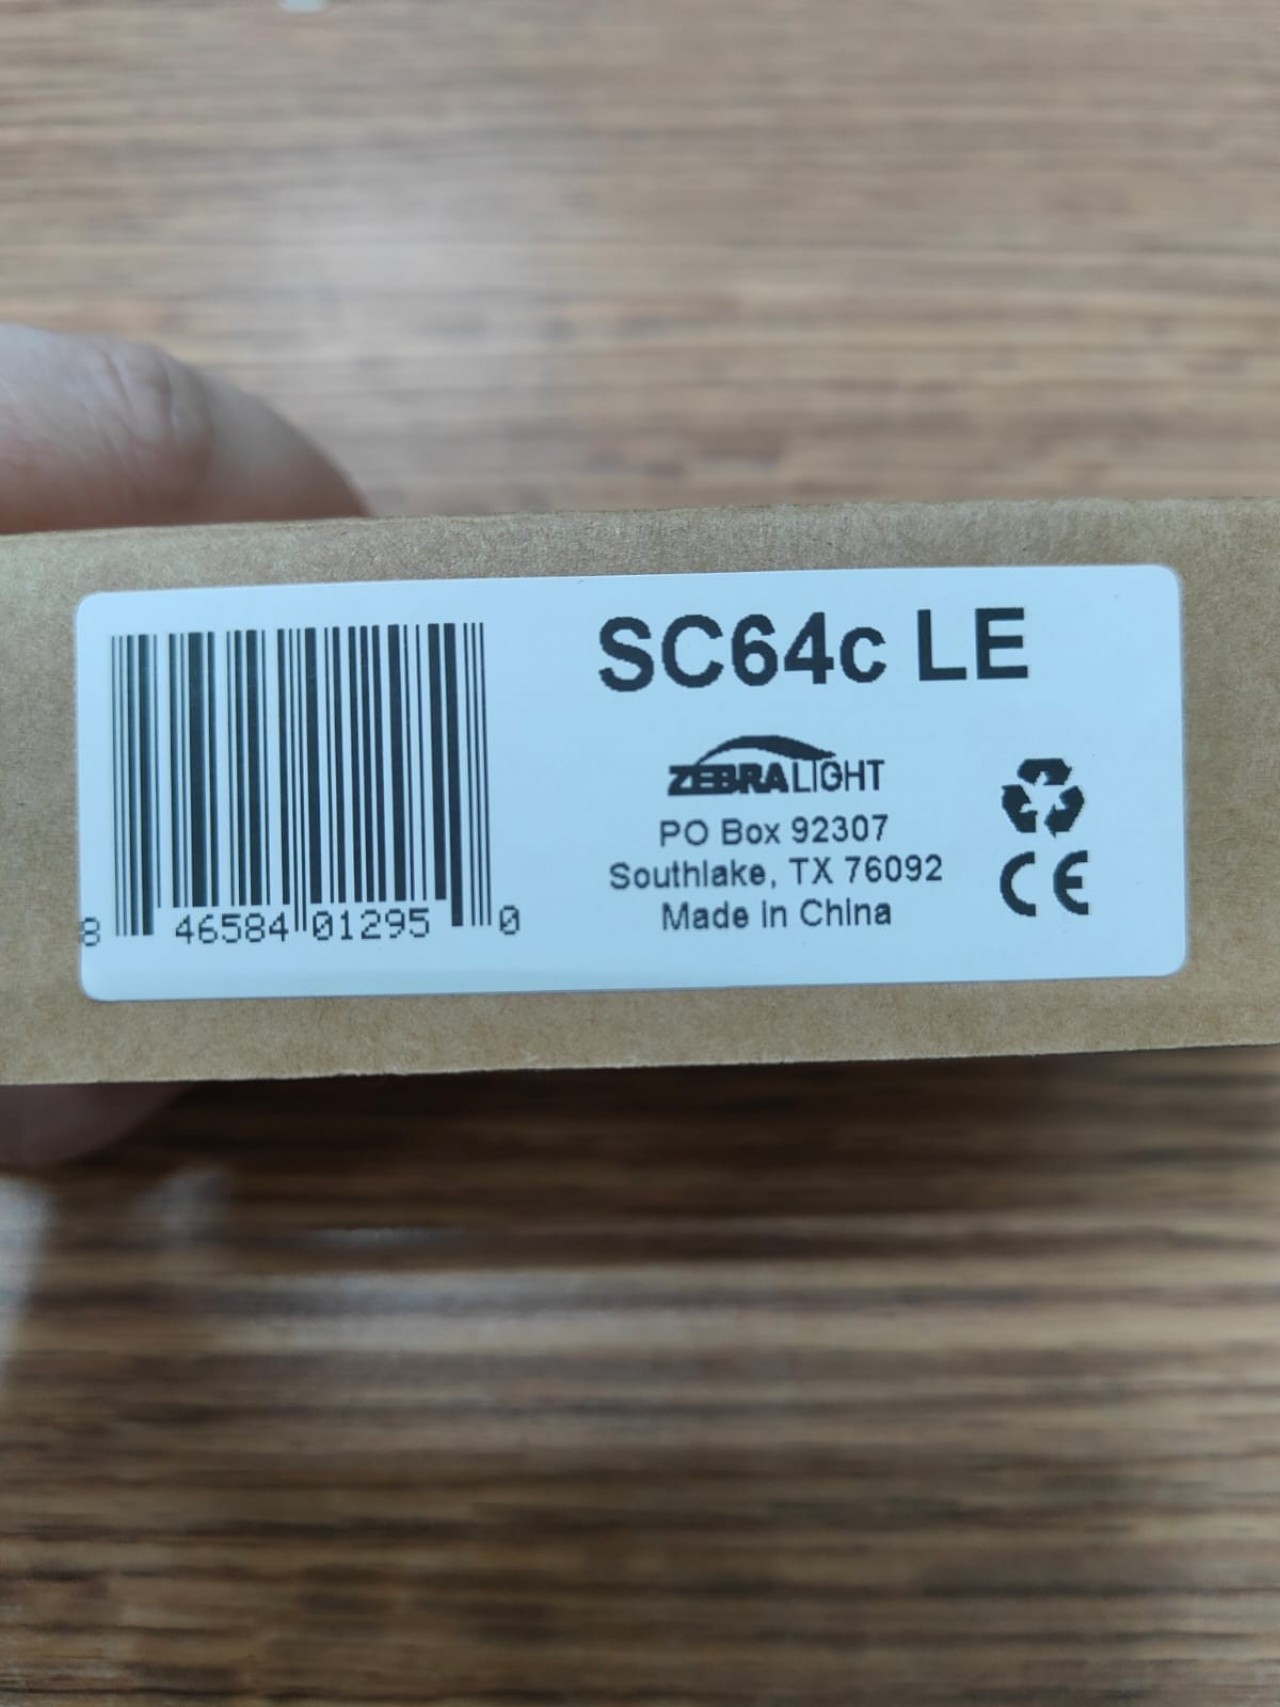 SC64c LE
ZEBRALIGHT
PO Box 92307
Southlake, TX 76092
Made in China
CE
8 46584 01295 0